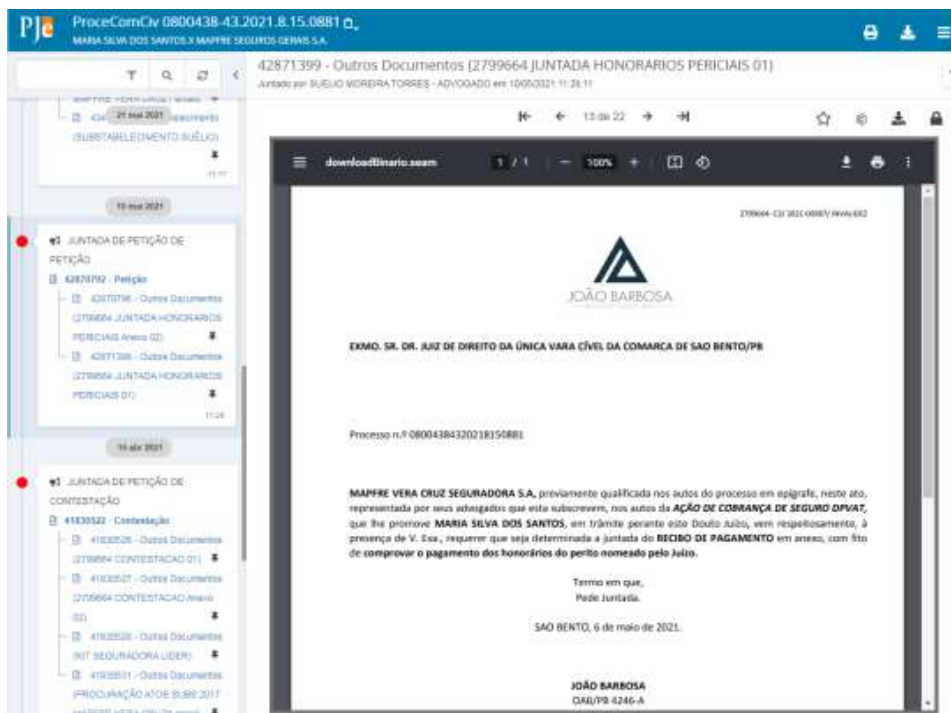 PJe
ProceComCiv 0800438-43.2021.8.15.0881
MARIA SILVA DOS SANTOS X MAPFRE SEGUROS GERAIS S.A.
42871399 - Outros Documentos (2799664 JUNTADA HONORARIOS PERICIAIS 01)
Juntado por SUELIO MOREIRA TORRES - ADVOGADO em 10/05/2021 11:28:11
21 mai 2021
(SUBSTABELECIMENTO SUÉLIO)
10 mai 2021
JUNTADA DE PETIÇÃO DE
PETIÇÃO
42870792 - Petição
42870796 - Outros Documentos
(2799664 JUNTADA HONORARIOS
PERICIAIS Anexo 02)
42871399 - Outros Documentos
(2799664 JUNTADA HONORARIOS
PERICIAIS 01)
11:28
JUNTADA DE PETIÇÃO DE
CONTESTAÇÃO
41830522 - Contestação
41830526 - Outros Documentos
(2799664 CONTESTACAO 01)
41830527 - Outros Documentos
(2799664 CONTESTACAO Anexo
02)
Outros Documentos
(KIT SEGURADORA LIDER)
Outros Documentos
(PROCURAÇÃO ATOE SUBS 2017
13 de 22
downloadBinario.seam
1 / 1
100%
JOÃO BARBOSA
EXMO. SR. DR. JUIZ DE DIREITO DA ÚNICA VARA CÍVEL DA COMARCA DE SAO BENTO/PB
Processo n.º 08004384320218150881
MAPFRE VERA CRUZ SEGURADORA S.A, previamente qualificada nos autos do processo em epígrafe, neste ato,
representada por seus advogados que esta subscrevem, nos autos da AÇÃO DE COBRANÇA DE SEGURO DPVAT,
que lhe promove MARIA SILVA DOS SANTOS, em trâmite perante este Douto Juízo, vem respeitosamente, à
presença de V. Exa., requerer que seja determinada a juntada do RECIBO DE PAGAMENTO em anexo, com fito
de comprovar o pagamento dos honorários do perito nomeado pelo Juízo.
Termo em que,
Pede Juntada.
SAO BENTO, 6 de maio de 2021.
JOÃO BARBOSA
OAB/PB 4246-A